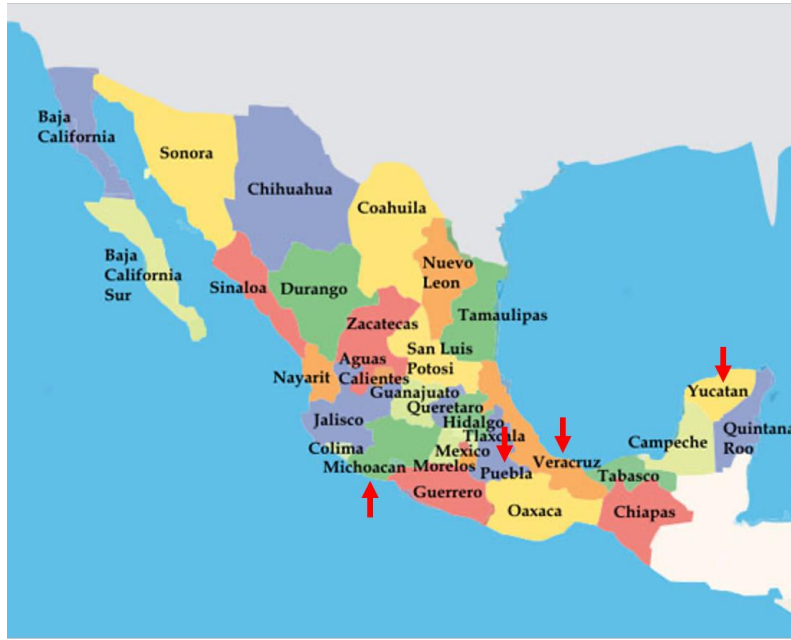 Baja
California
Sonora
Chihuahua
Coahuila
Baja
California
Sur
Sinaloa
Durango
Nuevo
Leon
Tamaulipas
Zacatecas
San Luis
Potosi
Nayarit
Aguas
Calientes
Guanajuato
Queretaro
Hidalgo
Jalisco
Tlaxcala
Colima
Mexico
Michoacan
Morelos
Puebla
Veracruz
Guerrero
Oaxaca
Tabasco
Chiapas
Campeche
Yucatan
Quintana
Roo